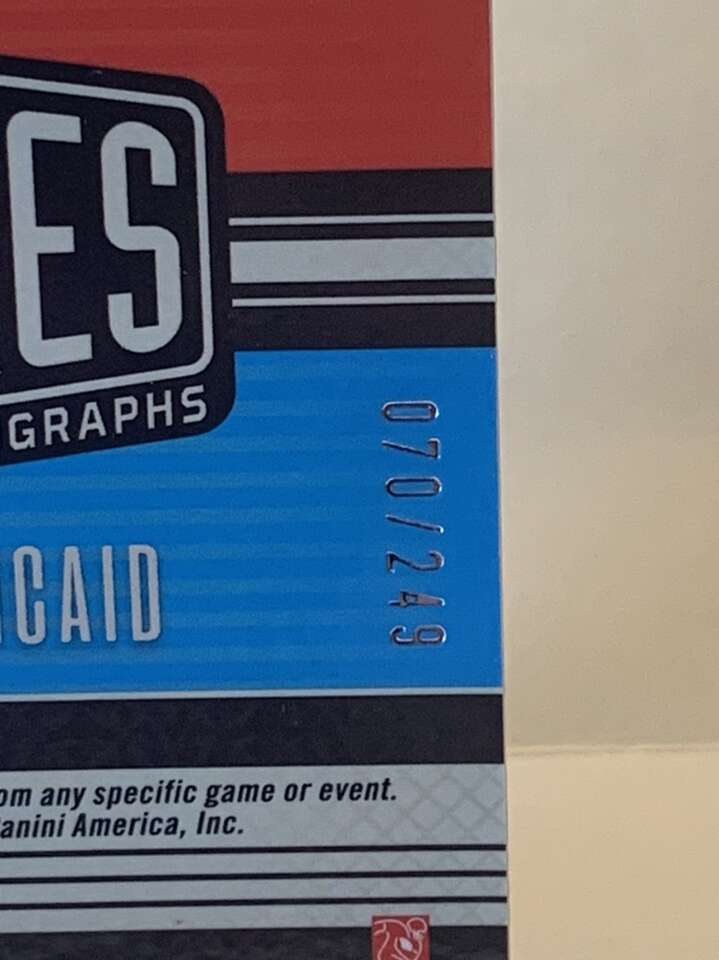 ES
GRAPHS
070/249
CAID
om any specific game or event.
anini America, Inc.